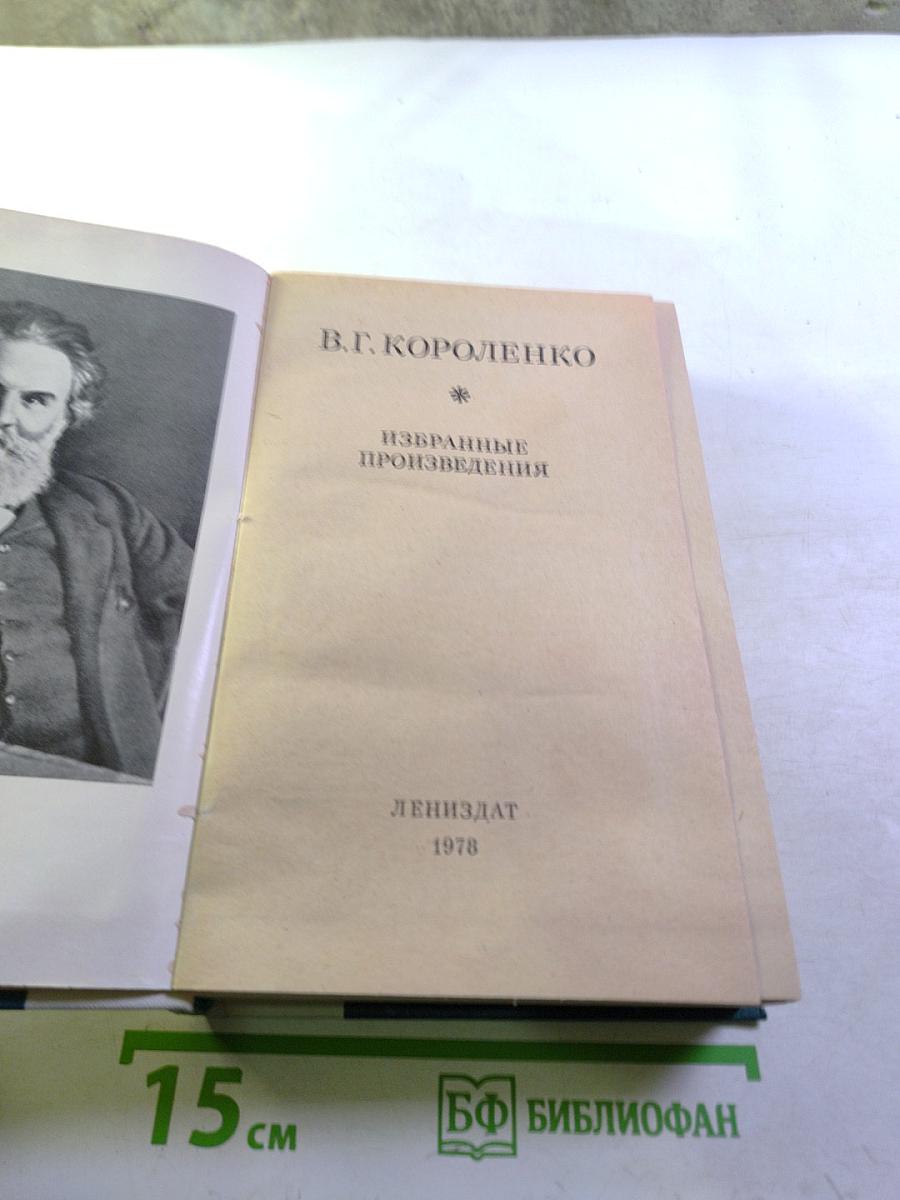 В.Г. КОРОЛЕНКО
ИЗБРАННЫЕ
ПРОИЗВЕДЕНИЯ
ЛЕНИЗДАТ
1978
15 см
БФ БИБЛИОФАН